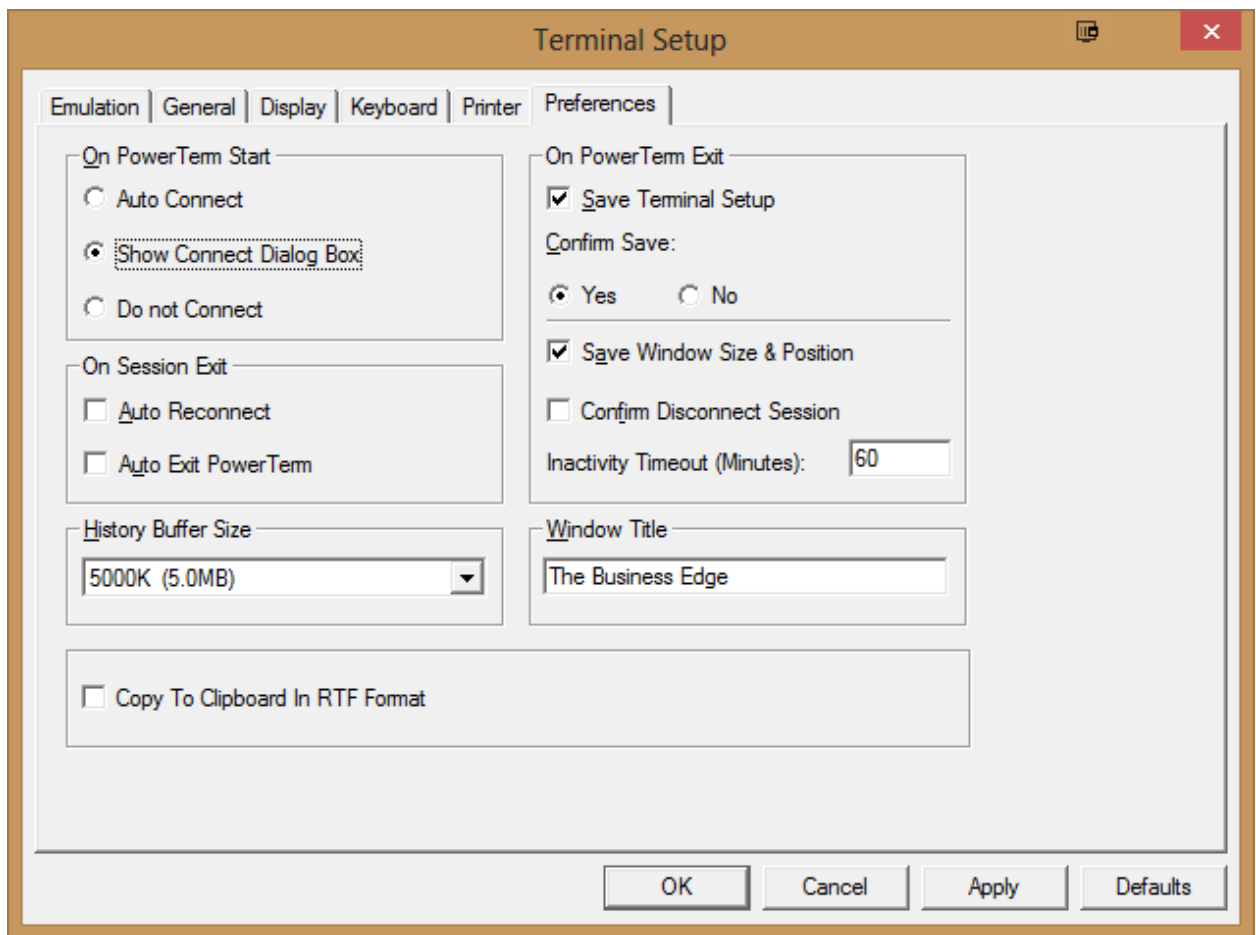 Terminal Setup
Emulation General Display Keyboard Printer Preferences
On PowerTerm Start
Auto Connect
Show Connect Dialog Box
Do not Connect
On Session Exit
Auto Reconnect
Auto Exit PowerTerm
History Buffer Size
5000K (5.0MB)
On PowerTerm Exit
Save Terminal Setup
Confirm Save:
Yes No
Save Window Size & Position
Confirm Disconnect Session
Inactivity Timeout (Minutes): 60
Window Title
The Business Edge
Copy To Clipboard In RTF Format
OK Cancel Apply Defaults